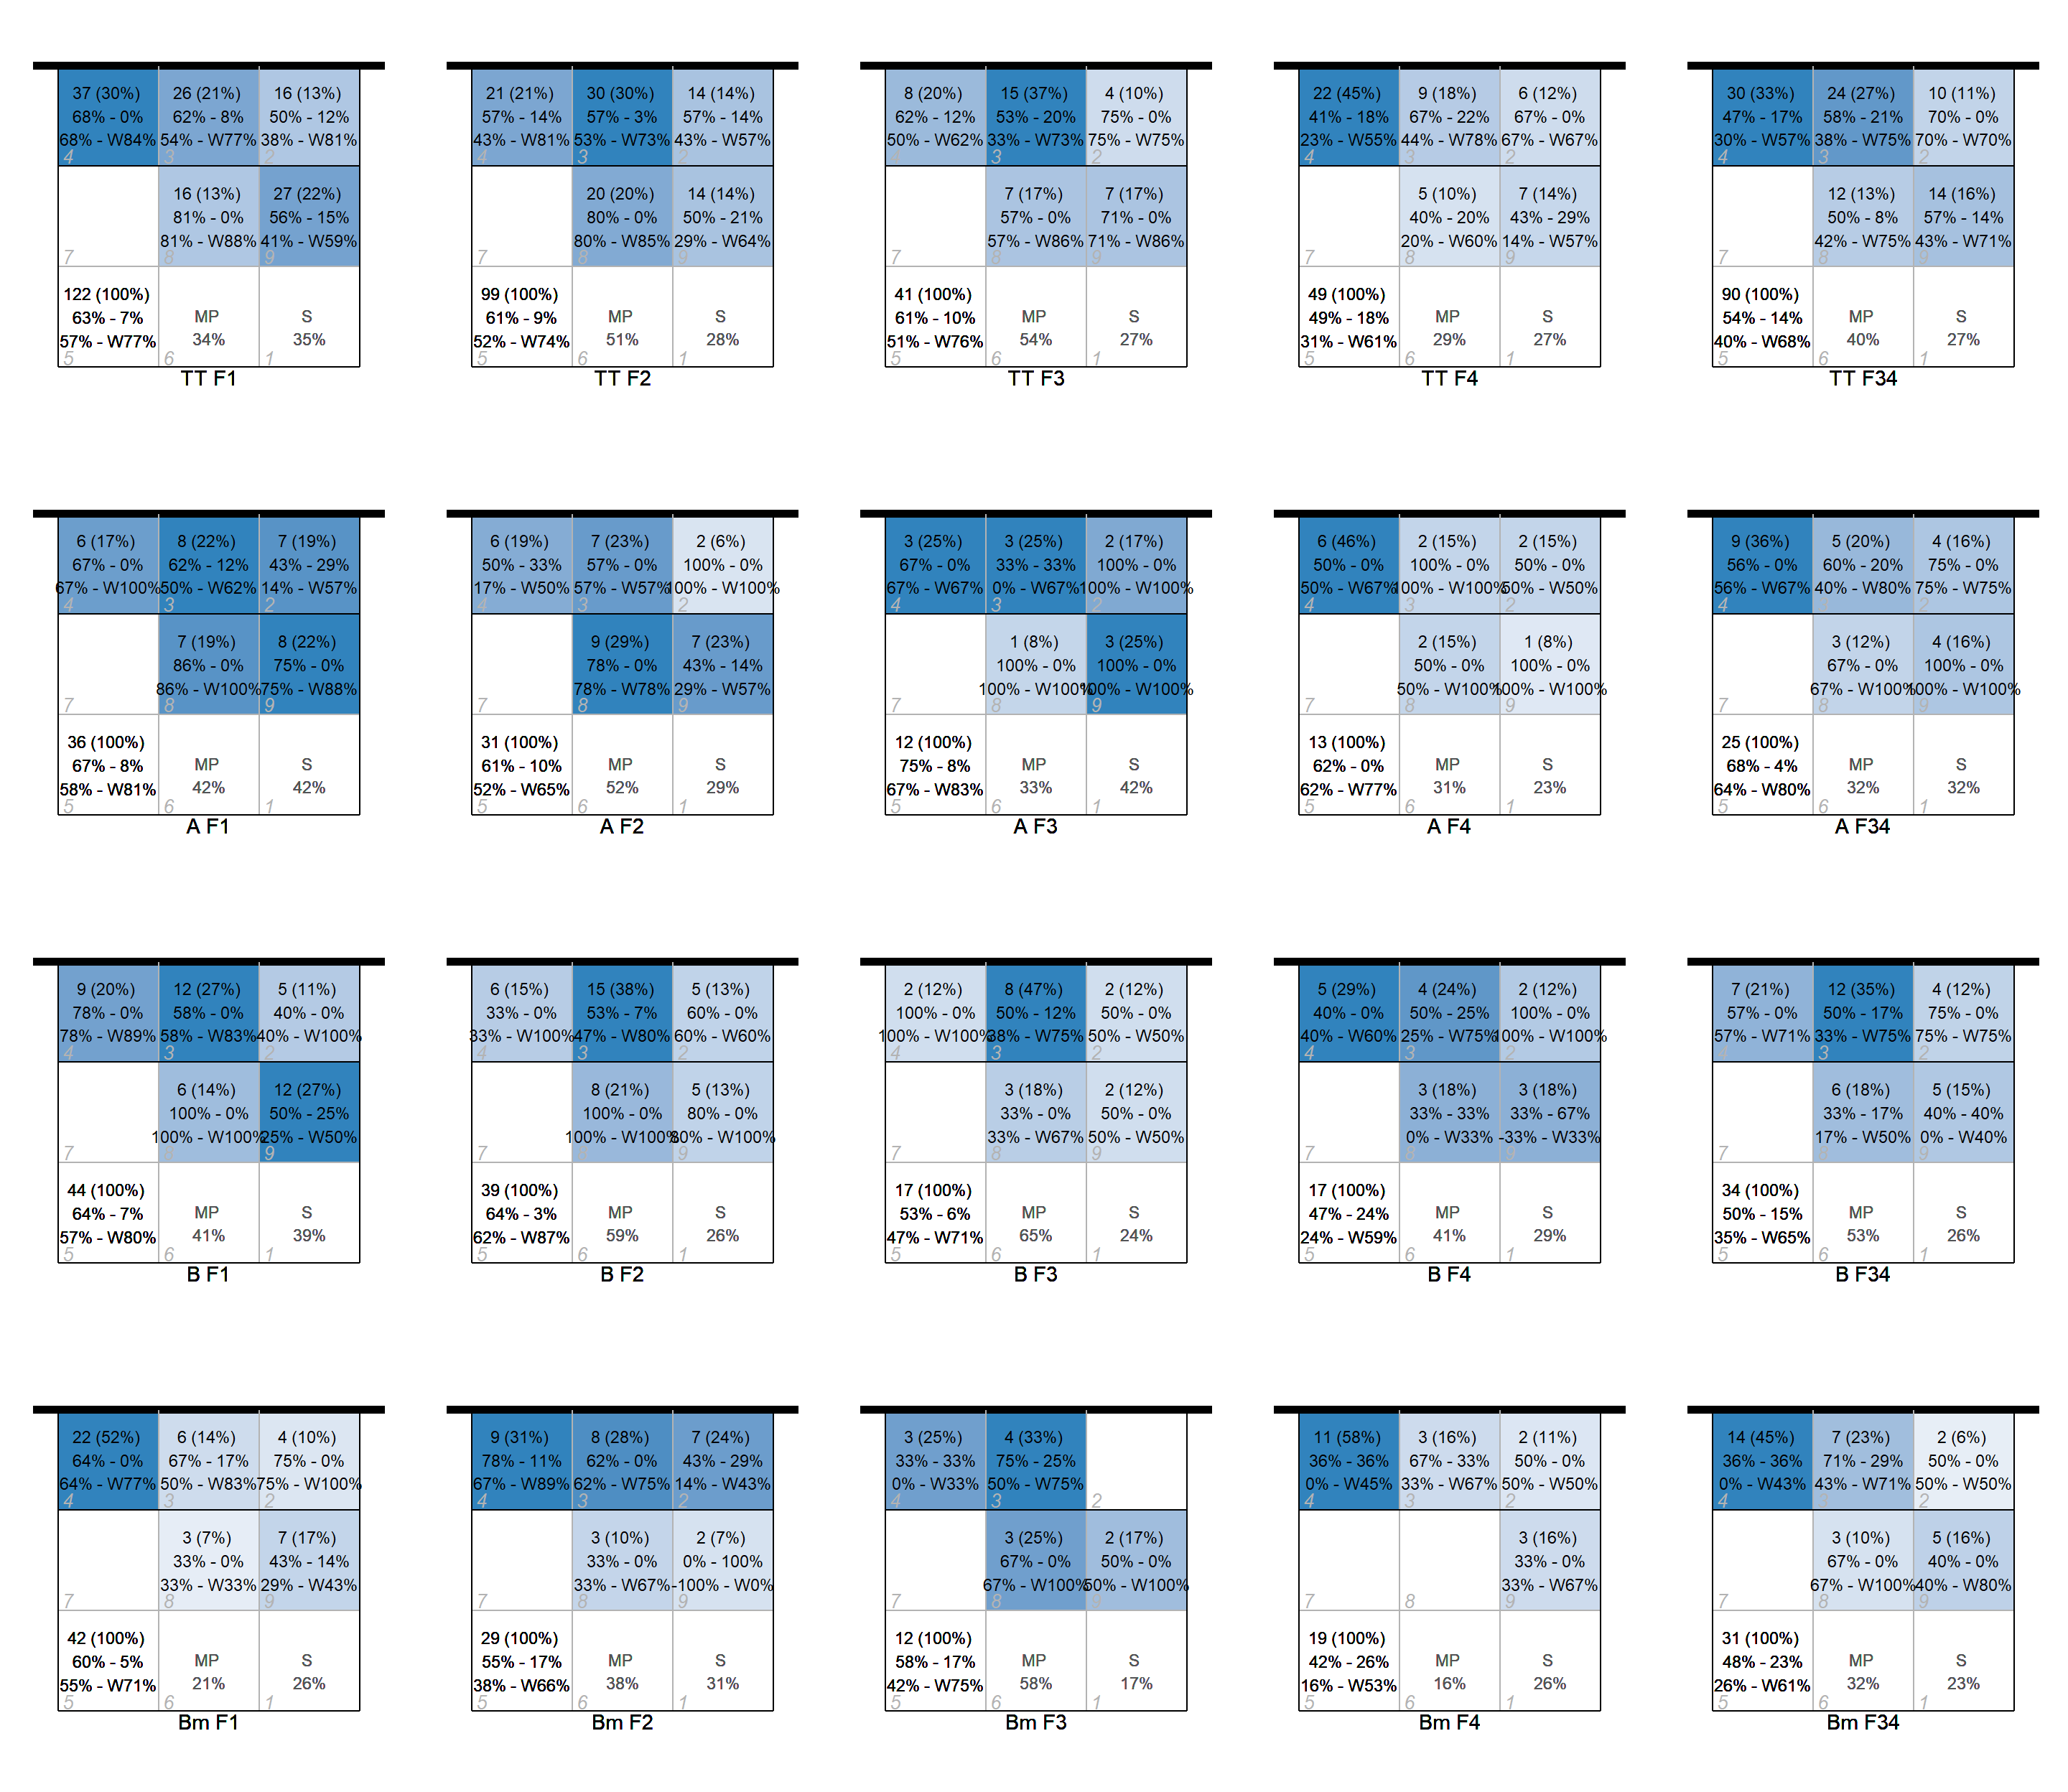 37 (30%) 26 (21%) 16 (13%)
68% - 0% 62% - 8% 50% - 12%
68% - W84% 54% - W77% 38% - W81%
4 3 2
16 (13%) 27 (22%)
81% - 0% 56% - 15%
81% - W88% 41% - W59%
7 8 9
122 (100%)
63% - 7% MP S
57% - W77% 34% 35%
5 6 1
TT F1
21 (21%) 30 (30%) 14 (14%)
57% - 14% 57% - 3% 57% - 14%
43% - W81% 53% - W73% 43% - W57%
4 3 2
20 (20%) 14 (14%)
80% - 0% 50% - 21%
80% - W85% 29% - W64%
7 8 9
99 (100%)
61% - 9% MP S
52% - W74% 51% 28%
5 6 1
TT F2
8 (20%) 15 (37%) 4 (10%)
62% - 12% 53% - 20% 75% - 0%
50% - W62% 33% - W73% 75% - W75%
4 3 2
7 (17%) 7 (17%)
57% - 0% 71% - 0%
57% - W86% 71% - W86%
7 8 9
41 (100%)
61% - 10% MP S
51% - W76% 54% 27%
5 6 1
TT F3
22 (45%) 9 (18%) 6 (12%)
41% - 18% 67% - 22% 67% - 0%
23% - W55% 44% - W78% 67% - W67%
4 3 2
5 (10%) 7 (14%)
40% - 20% 43% - 29%
20% - W60% 14% - W57%
7 8 9
49 (100%)
49% - 18% MP S
31% - W61% 29% 27%
5 6 1
TT F4
30 (33%) 24 (27%) 10 (11%)
47% - 17% 58% - 21% 70% - 0%
30% - W57% 38% - W75% 70% - W70%
4 3 2
12 (13%) 14 (16%)
50% - 8% 57% - 14%
42% - W75% 43% - W71%
7 8 9
90 (100%)
54% - 14% MP S
40% - W68% 40% 27%
5 6 1
TT F34
6 (17%) 8 (22%) 7 (19%)
67% - 0% 62% - 12% 43% - 29%
67% - W100% 50% - W62% 14% - W57%
4 3 2
7 (19%) 8 (22%)
86% - 0% 75% - 0%
86% - W100% 75% - W88%
7 8 9
36 (100%)
67% - 8% MP S
58% - W81% 42% 42%
5 6 1
A F1
6 (19%) 7 (23%) 2 (6%)
50% - 33% 57% - 0% 100% - 0%
17% - W50% 57% - W57% 100% - W100%
4 3 2
9 (29%) 7 (23%)
78% - 0% 43% - 14%
78% - W78% 29% - W57%
7 8 9
31 (100%)
61% - 10% MP S
52% - W65% 52% 29%
5 6 1
A F2
3 (25%) 3 (25%) 2 (17%)
67% - 0% 33% - 33% 100% - 0%
67% - W67% 0% - W67% 100% - W100%
4 3 2
1 (8%) 3 (25%)
100% - 0% 100% - 0%
100% - W100% 100% - W100%
7 8 9
12 (100%)
75% - 8% MP S
67% - W83% 33% 42%
5 6 1
A F3
6 (46%) 2 (15%) 2 (15%)
50% - 0% 100% - 0% 50% - 0%
50% - W67% 100% - W100% 50% - W50%
4 3 2
2 (15%) 1 (8%)
50% - 0% 100% - 0%
50% - W100% 100% - W100%
7 8 9
13 (100%)
62% - 0% MP S
62% - W77% 31% 23%
5 6 1
A F4
9 (36%) 5 (20%) 4 (16%)
56% - 0% 60% - 20% 75% - 0%
56% - W67% 40% - W80% 75% - W75%
4 3 2
3 (12%) 4 (16%)
67% - 0% 100% - 0%
67% - W100% 100% - W100%
7 8 9
25 (100%)
68% - 4% MP S
64% - W80% 32% 32%
5 6 1
A F34
9 (20%) 12 (27%) 5 (11%)
78% - 0% 58% - 0% 40% - 0%
78% - W89% 58% - W83% 40% - W100%
4 3 2
6 (14%) 12 (27%)
100% - 0% 50% - 25%
100% - W100% 25% - W50%
7 8 9
44 (100%)
64% - 7% MP S
57% - W80% 41% 39%
5 6 1
B F1
6 (15%) 15 (38%) 5 (13%)
33% - 0% 53% - 7% 60% - 0%
33% - W100% 47% - W80% 60% - W60%
4 3 2
8 (21%) 5 (13%)
100% - 0% 80% - 0%
100% - W100% 80% - W100%
7 8 9
39 (100%)
64% - 3% MP S
62% - W87% 59% 26%
5 6 1
B F2
2 (12%) 8 (47%) 2 (12%)
100% - 0% 50% - 12% 50% - 0%
100% - W100% 38% - W75% 50% - W50%
4 3 2
3 (18%) 2 (12%)
33% - 0% 50% - 0%
33% - W67% 50% - W50%
7 8 9
17 (100%)
53% - 6% MP S
47% - W71% 65% 24%
5 6 1
B F3
5 (29%) 4 (24%) 2 (12%)
40% - 0% 50% - 25% 100% - 0%
40% - W60% 25% - W75% 100% - W100%
4 3 2
3 (18%) 3 (18%)
33% - 33% 33% - 67%
0% - W33% -33% - W33%
7 8 9
17 (100%)
47% - 24% MP S
24% - W59% 41% 29%
5 6 1
B F4
7 (21%) 12 (35%) 4 (12%)
57% - 0% 50% - 17% 75% - 0%
57% - W71% 33% - W75% 75% - W75%
4 3 2
6 (18%) 5 (15%)
33% - 17% 40% - 40%
17% - W50% 0% - W40%
7 8 9
34 (100%)
50% - 15% MP S
35% - W65% 53% 26%
5 6 1
B F34
22 (52%) 6 (14%) 4 (10%)
64% - 0% 67% - 17% 75% - 0%
64% - W77% 50% - W83% 75% - W100%
4 3 2
3 (7%) 7 (17%)
33% - 0% 43% - 14%
33% - W33% 29% - W43%
7 8 9
42 (100%)
60% - 5% MP S
55% - W71% 21% 26%
5 6 1
Bm F1
9 (31%) 8 (28%) 7 (24%)
78% - 11% 62% - 0% 43% - 29%
67% - W89% 62% - W75% 14% - W43%
4 3 2
3 (10%) 2 (7%)
33% - 0% 0% - 100%
33% - W67% -100% - W0%
7 8 9
29 (100%)
55% - 17% MP S
38% - W66% 38% 31%
5 6 1
Bm F2
3 (25%) 4 (33%)
33% - 33% 75% - 25%
0% - W33% 50% - W75%
4 3 2
3 (25%) 2 (17%)
67% - 0% 50% - 0%
67% - W100% 50% - W100%
7 8 9
12 (100%)
58% - 17% MP S
42% - W75% 58% 17%
5 6 1
Bm F3
11 (58%) 3 (16%) 2 (11%)
36% - 36% 67% - 33% 50% - 0%
0% - W45% 33% - W67% 50% - W50%
4 3 2
3 (16%)
33% - 0%
33% - W67%
7 8 9
19 (100%)
42% - 26% MP S
16% - W53% 16% 26%
5 6 1
Bm F4
14 (45%) 7 (23%) 2 (6%)
36% - 36% 71% - 29% 50% - 0%
0% - W43% 43% - W71% 50% - W50%
4 3 2
3 (10%) 5 (16%)
67% - 0% 40% - 0%
67% - W100% 40% - W80%
7 8 9
31 (100%)
48% - 23% MP S
26% - W61% 32% 23%
5 6 1
Bm F34